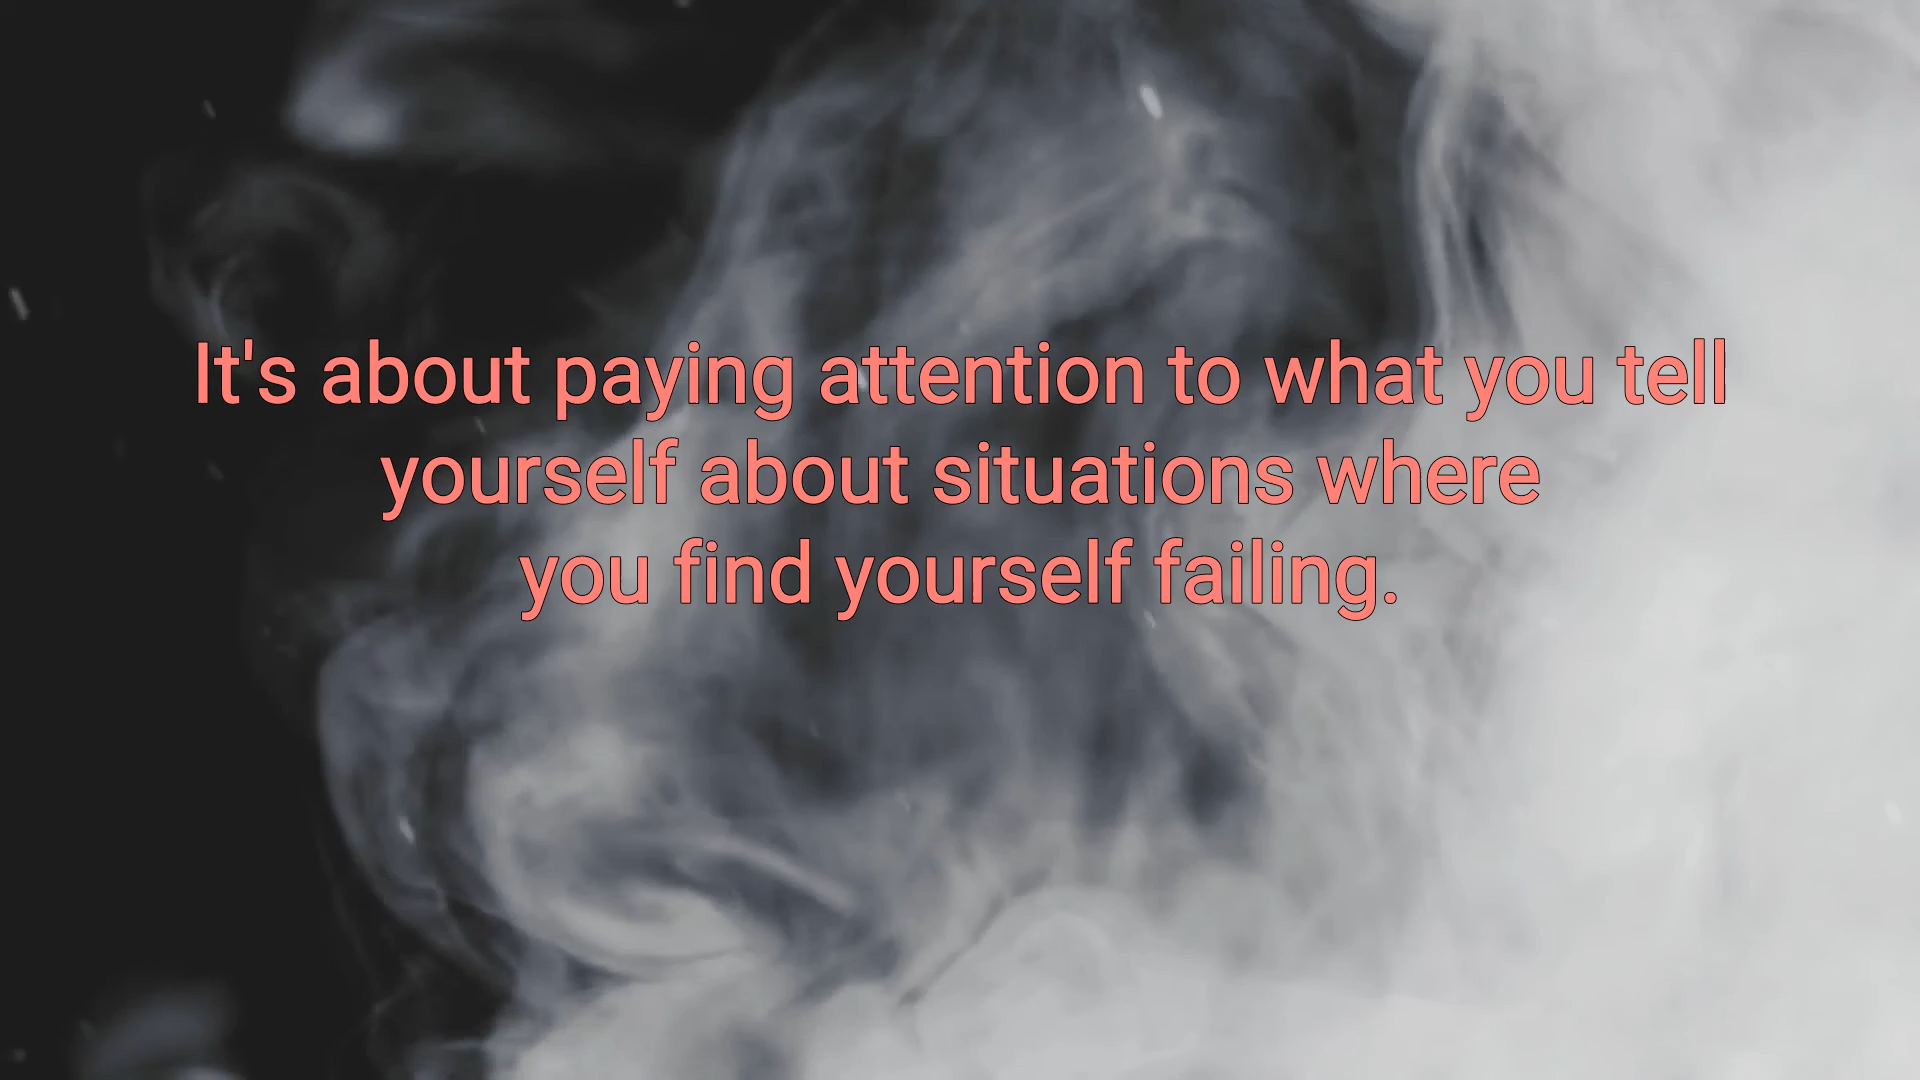 It's about paying attention to what you tell
yourself about situations where
you find yourself failing.